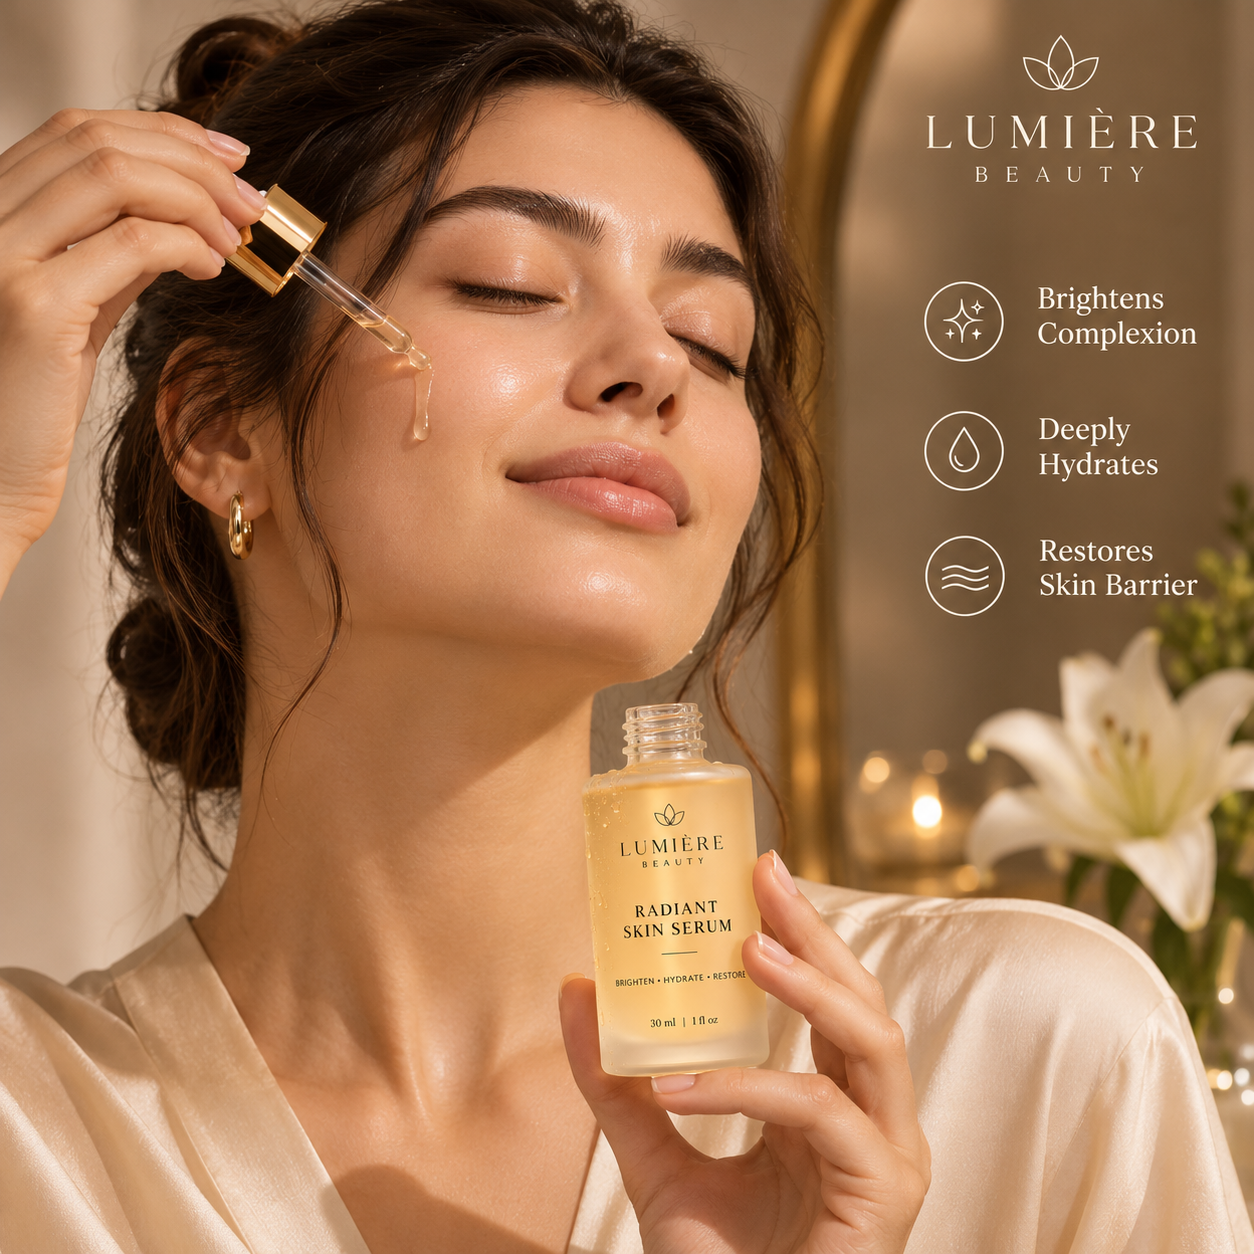 LUMIÈRE
BEAUTY
Brightens
Complexion
Deeply
Hydrates
Restores
Skin Barrier
LUMIÈRE
BEAUTY
RADIANT
SKIN SERUM
BRIGHTEN • HYDRATE • RESTORE
30 ml | 1 fl oz